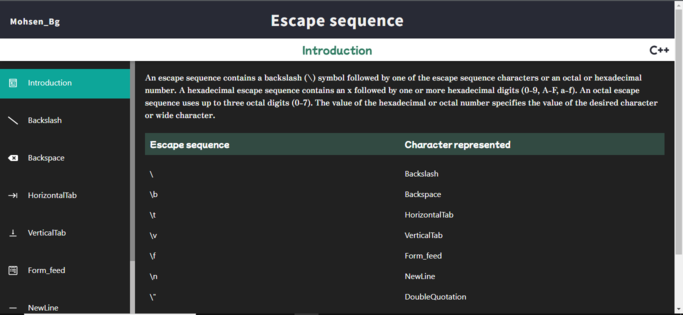 Mohsen_Bg
Escape sequence
Introduction
C++
Introduction
Backslash
Backspace
HorizontalTab
VerticalTab
Form_feed
NewLine
An escape sequence contains a backslash (\) symbol followed by one of the escape sequence characters or an octal or hexadecimal
number. A hexadecimal escape sequence contains an x followed by one or more hexadecimal digits (0-9, A-F, a-f). An octal escape
sequence uses up to three octal digits (0-7). The value of the hexadecimal or octal number specifies the value of the desired character
or wide character.
Escape sequence Character represented
\ Backslash
\b Backspace
\t HorizontalTab
\v VerticalTab
\f Form_feed
\n NewLine
\" DoubleQuotation